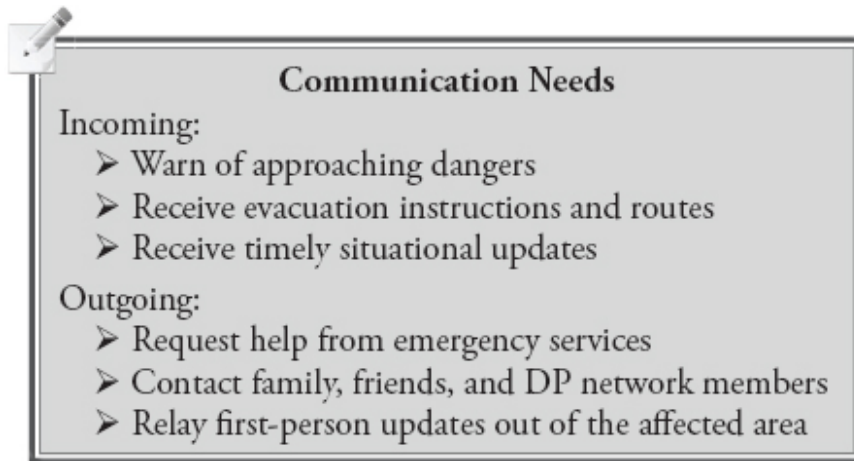 Communication Needs
Incoming:
➢ Warn of approaching dangers
➢ Receive evacuation instructions and routes
➢ Receive timely situational updates
Outgoing:
➢ Request help from emergency services
➢ Contact family, friends, and DP network members
➢ Relay first-person updates out of the affected area